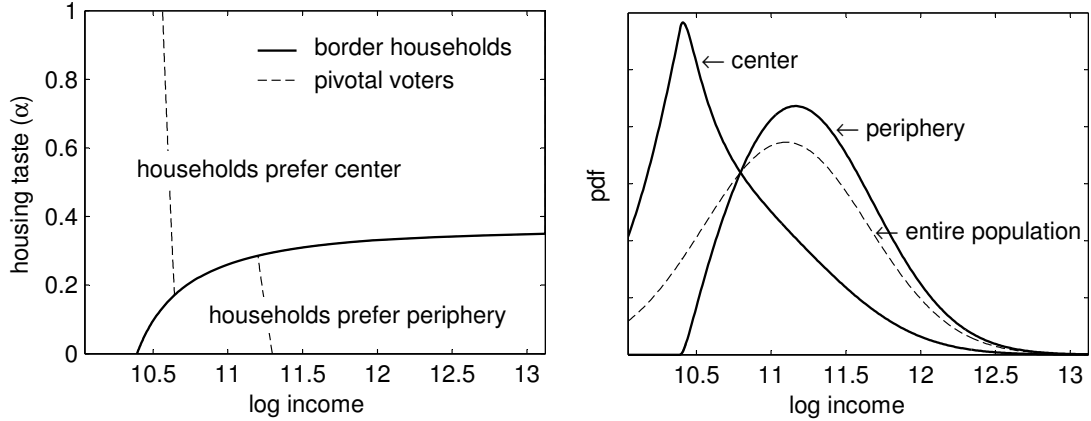 1
0.8
0.6
0.4
0.2
0
housing taste (α)
border households
pivotal voters
households prefer center
households prefer periphery
10.5 11 11.5 12 12.5 13
log income
pdf
← center
← periphery
← entire population
10.5 11 11.5 12 12.5 13
log income